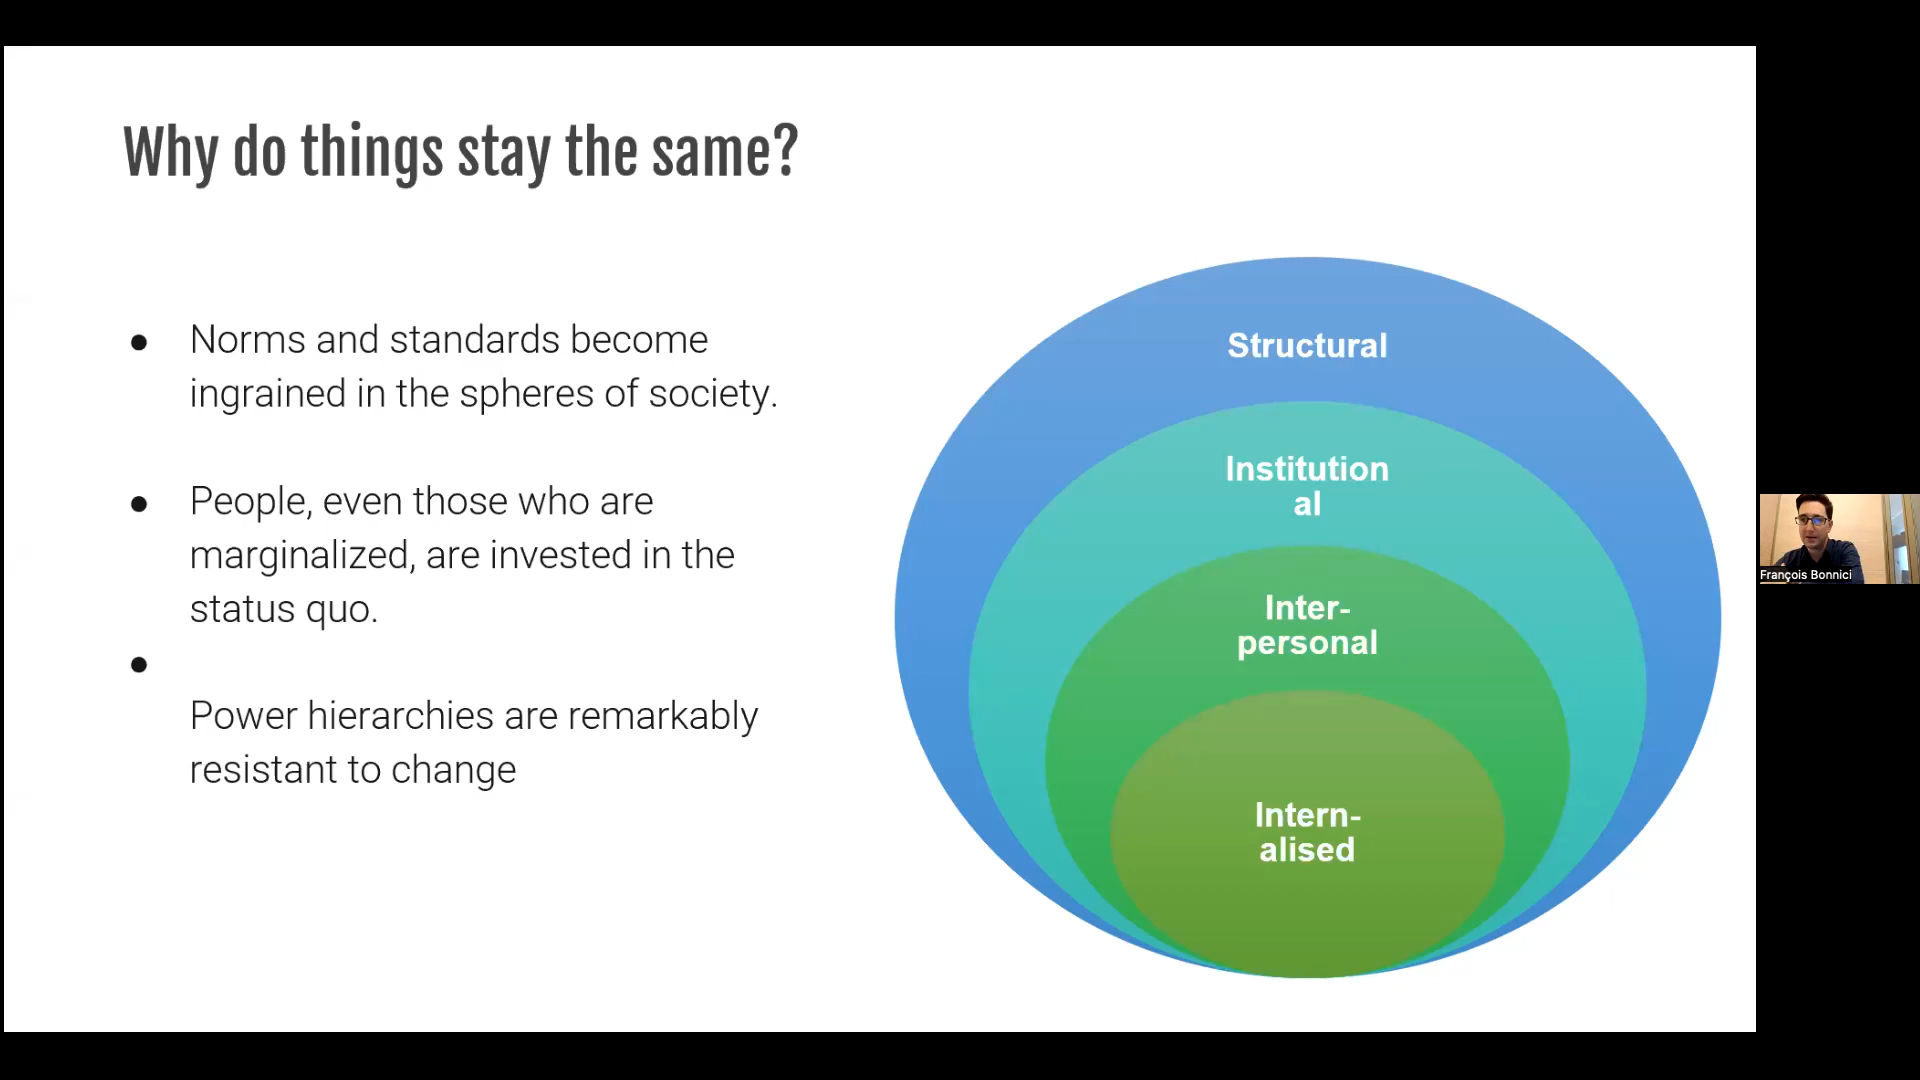 Why do things stay the same?
● Norms and standards become
ingrained in the spheres of society.
● People, even those who are
marginalized, are invested in the
status quo.
●
Power hierarchies are remarkably
resistant to change
Structural
Institution
al
Inter-
personal
Intern-
alised
François Bonnici